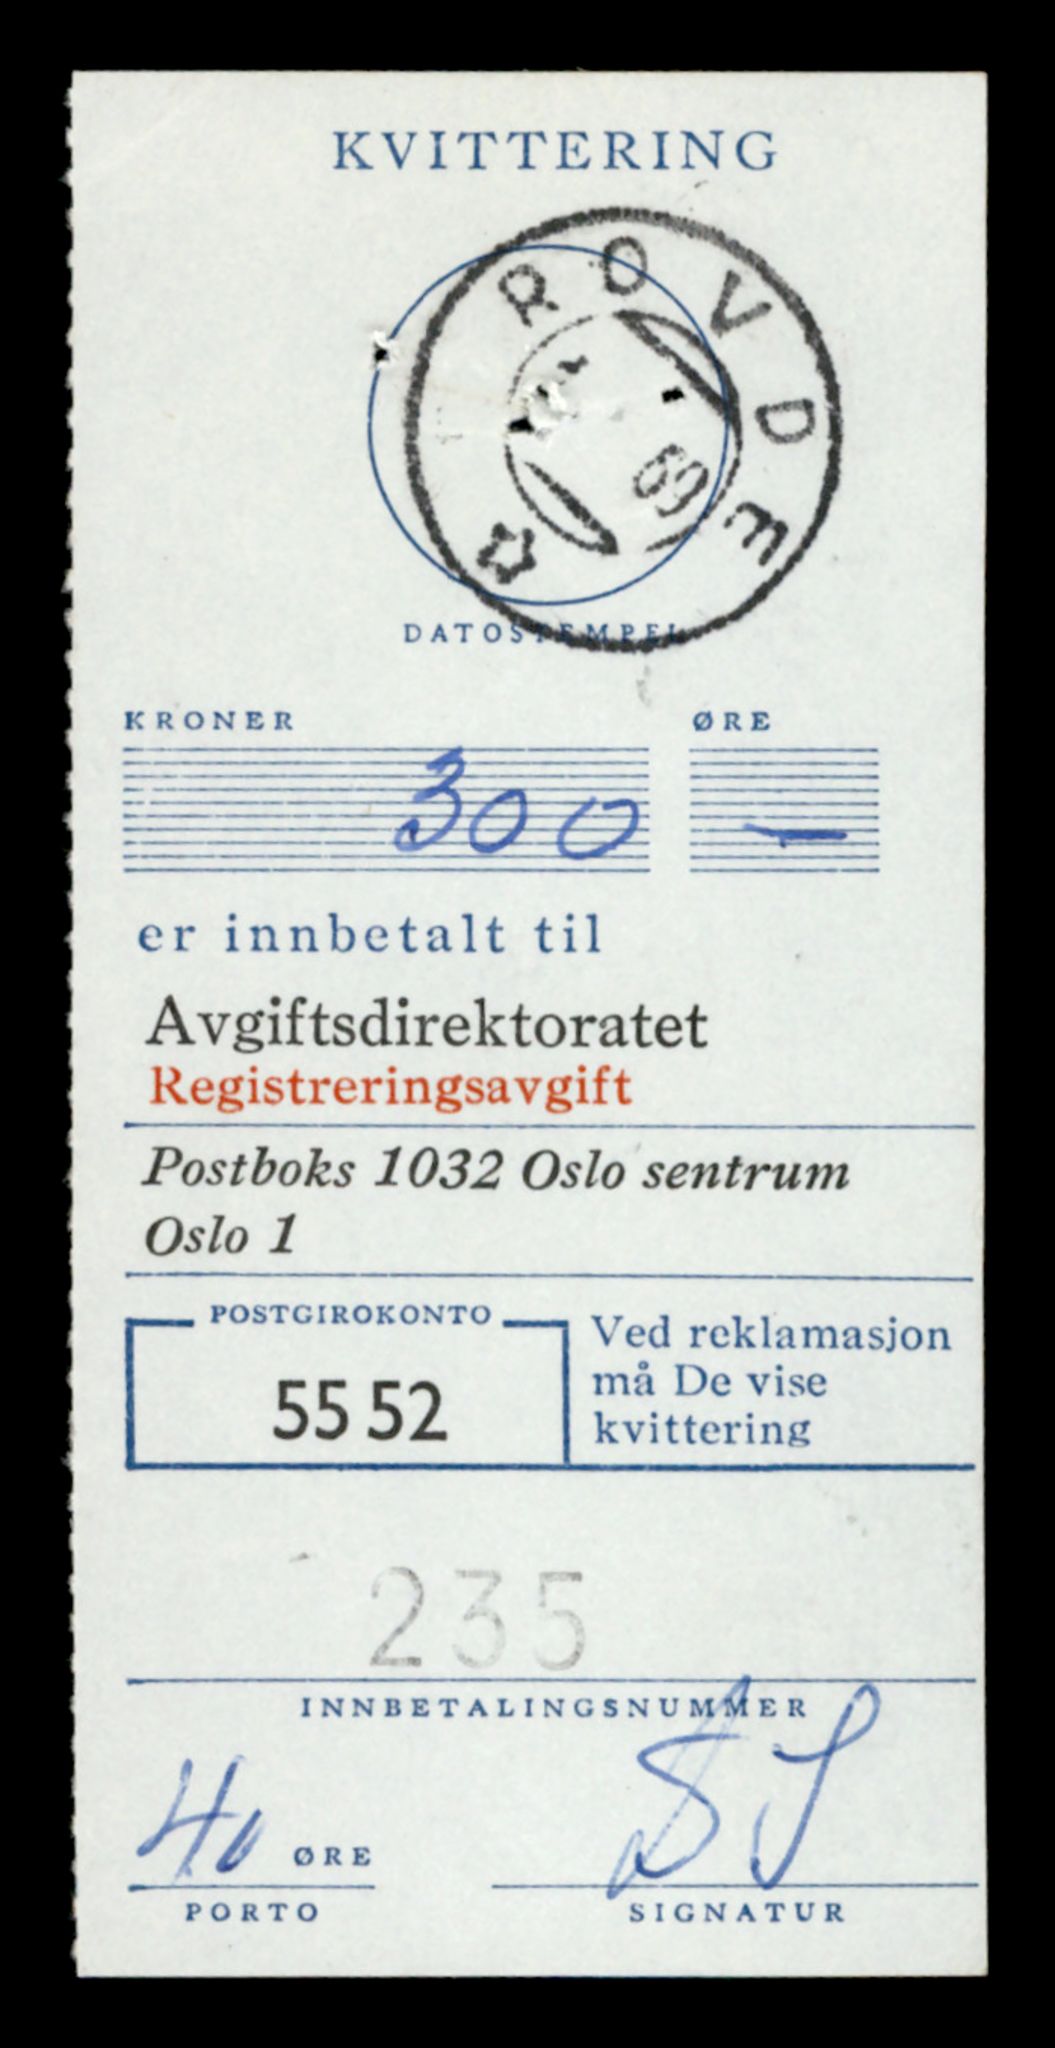 KVITTERING
ROVDE
69
DATOSTEMPEL
KRONER ØRE
300 —
er innbetalt til
Avgiftsdirektoratet
Registreringsavgift
Postboks 1032 Oslo sentrum
Oslo 1
POSTGIROKONTO
55 52
Ved reklamasjon
må De vise
kvittering
235
INNBETALINGSNUMMER
40 ØRE
PORTO
SIGNATUR